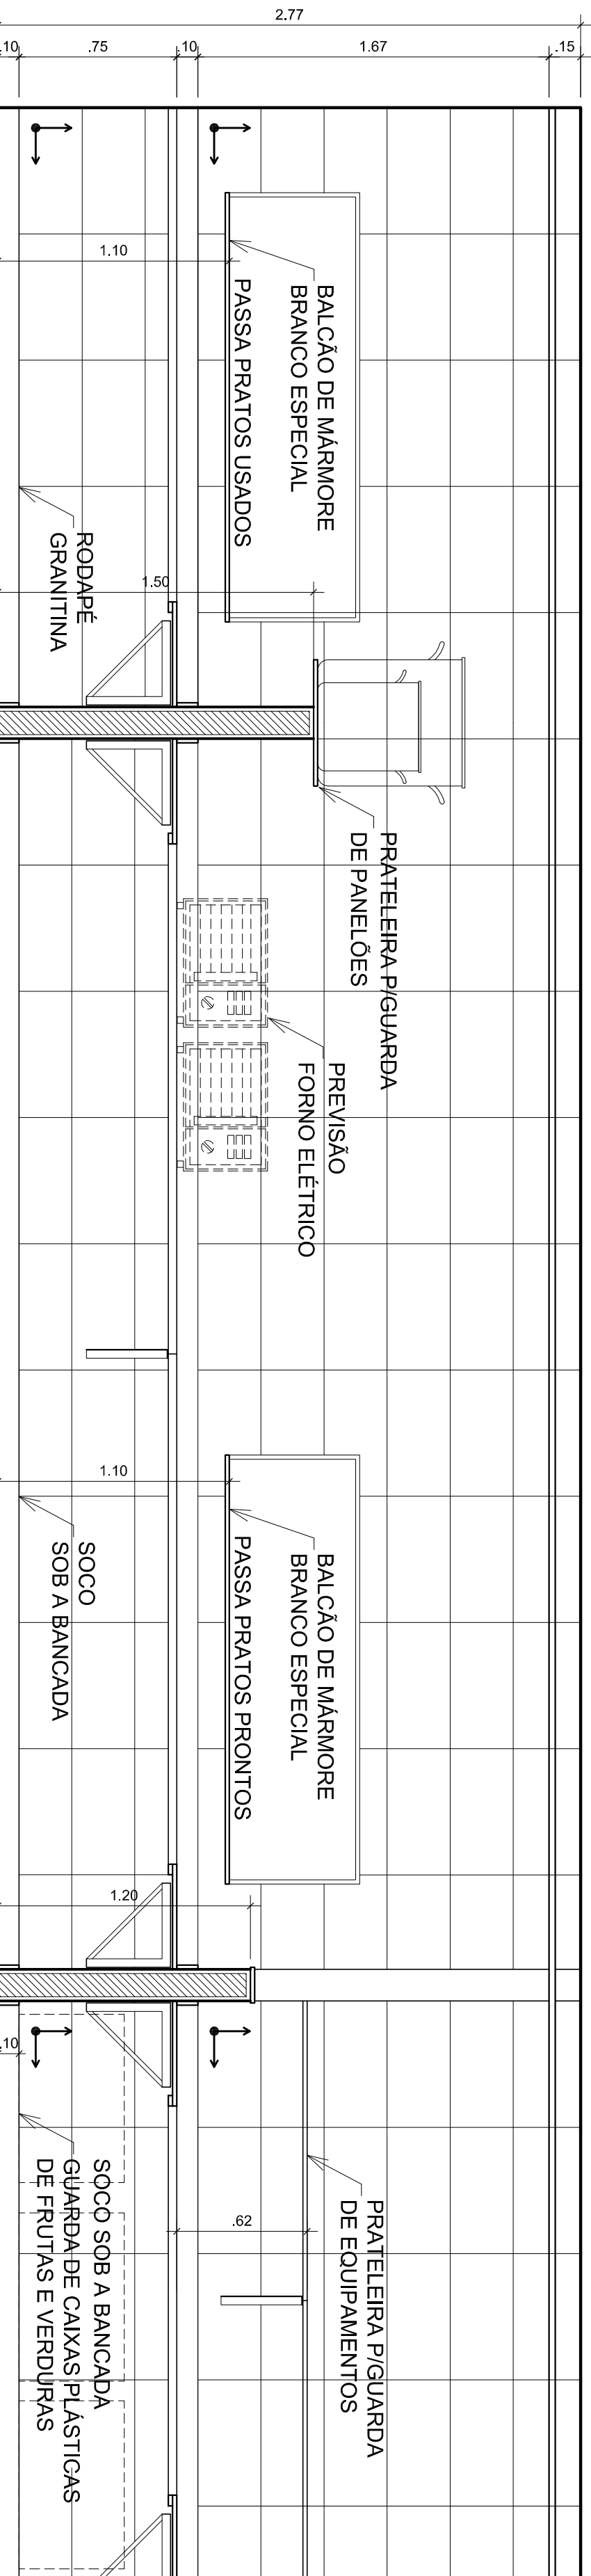 2.77
.10
.75
.10
1.67
.15
1.10
BALCÃO DE MÁRMORE
BRANCO ESPECIAL
PASSA PRATOS USADOS
RODAPÉ
GRANITINA
1.50
PRATELEIRA P/GUARDA
DE PANELÕES
PREVISÃO
FORNO ELÉTRICO
1.10
BALCÃO DE MÁRMORE
BRANCO ESPECIAL
PASSA PRATOS PRONTOS
SOCO
SOB A BANCADA
1.20
.10
SOCO SOB A BANCADA
GUARDA DE CAIXAS PLÁSTICAS
DE FRUTAS E VERDURAS
.62
PRATELEIRA P/GUARDA
DE EQUIPAMENTOS